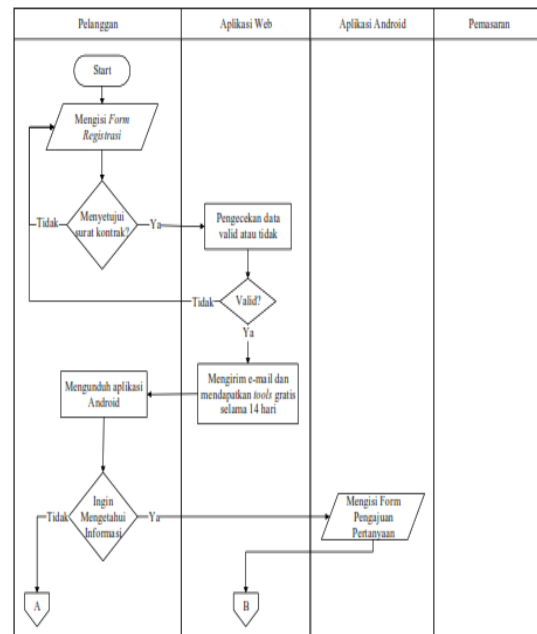 Pelanggan
Aplikasi Web
Aplikasi Android
Pemasaran
Start
Mengisi Form
Registrasi
Menyetujui
surat kontrak?
Tidak
Ya
Pengecekan data
valid atau tidak
Valid?
Tidak
Ya
Mengirim e-mail dan
mendapatkan tools gratis
selama 14 hari
Mengunduh aplikasi
Android
Ingin
Mengetahui
Informasi
Tidak
Ya
Mengisi Form
Pengajuan
Pertanyaan
A
B